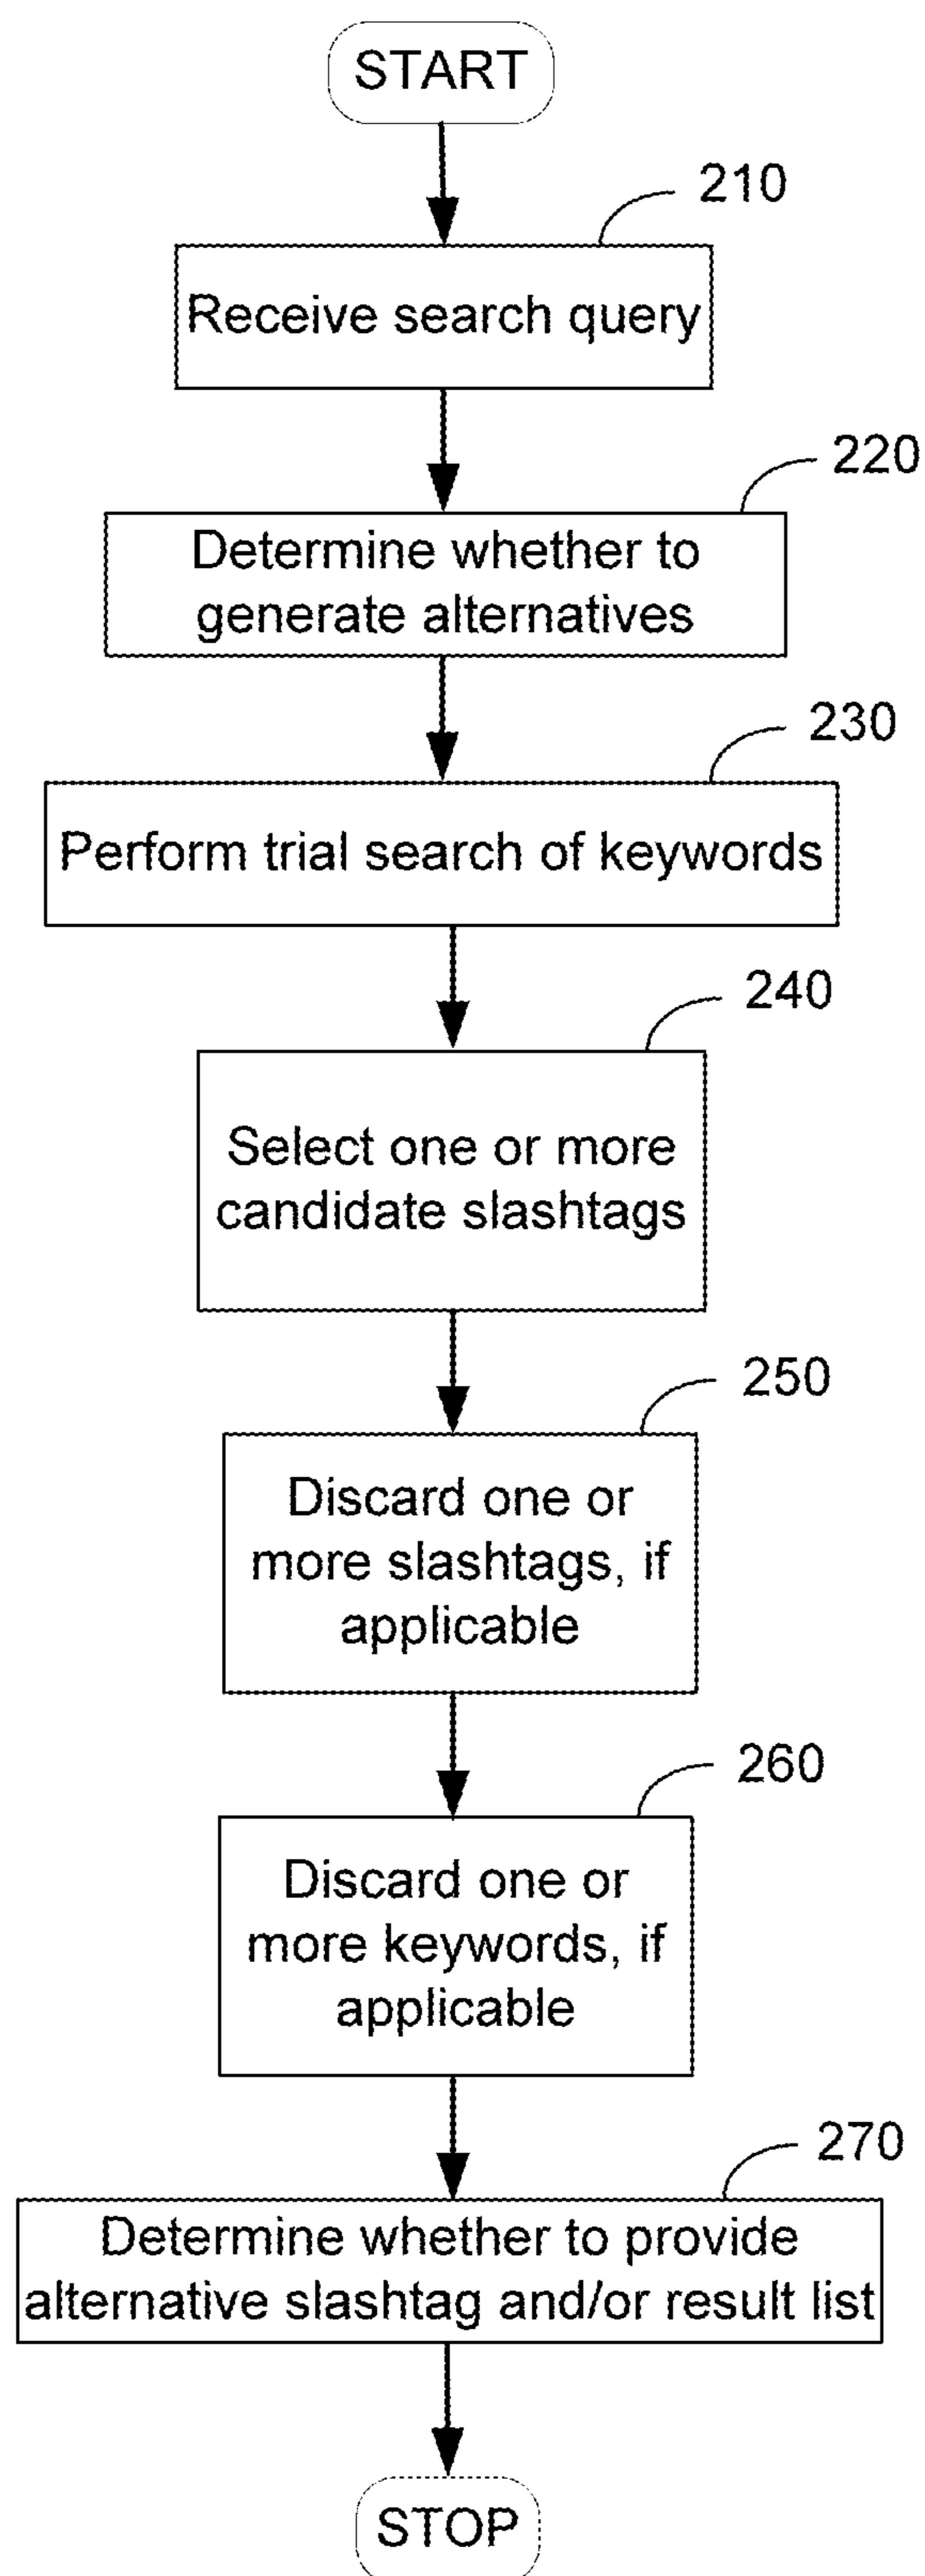 START
210
Receive search query
220
Determine whether to
generate alternatives
230
Perform trial search of keywords
240
Select one or more
candidate slashtags
250
Discard one or
more slashtags, if
applicable
260
Discard one or
more keywords, if
applicable
270
Determine whether to provide
alternative slashtag and/or result list
STOP